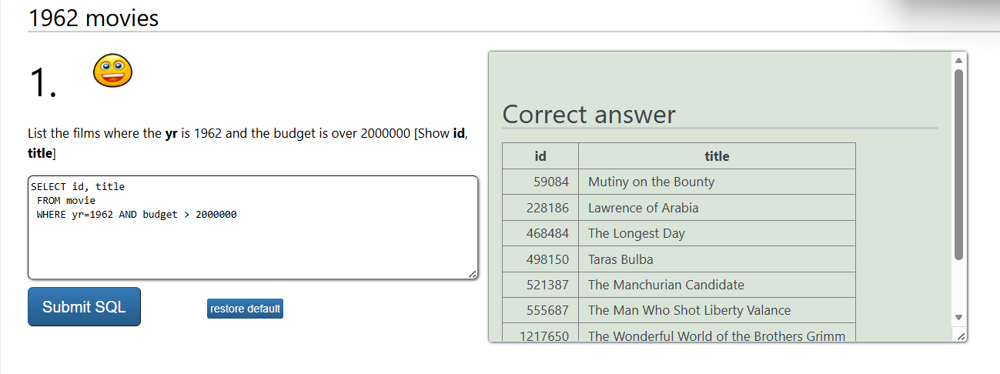 1962 movies
1.
List the films where the yr is 1962 and the budget is over 2000000 [Show id,
title]
SELECT id, title
FROM movie
WHERE yr=1962 AND budget > 2000000
Submit SQL
restore default
Correct answer
id title
59084 Mutiny on the Bounty
228186 Lawrence of Arabia
468484 The Longest Day
498150 Taras Bulba
521387 The Manchurian Candidate
555687 The Man Who Shot Liberty Valance
1217650 The Wonderful World of the Brothers Grimm